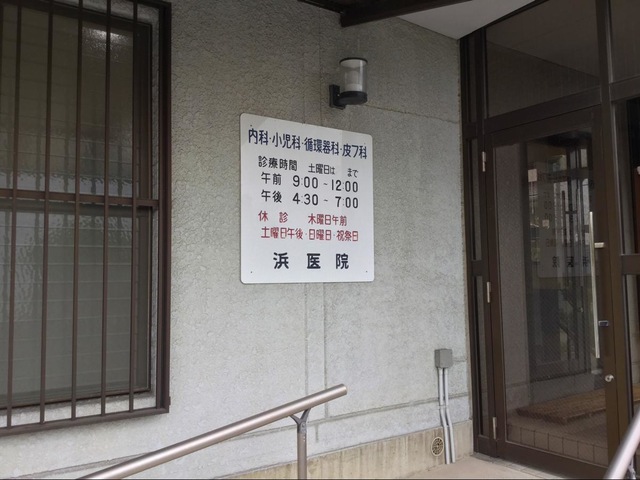 内科・小児科・循環器科・皮フ科
診療時間 土曜日は まで
午前 9:00~12:00
午後 4:30~7:00
休診 木曜日午前
土曜日午後・日曜日・祝祭日
浜医院